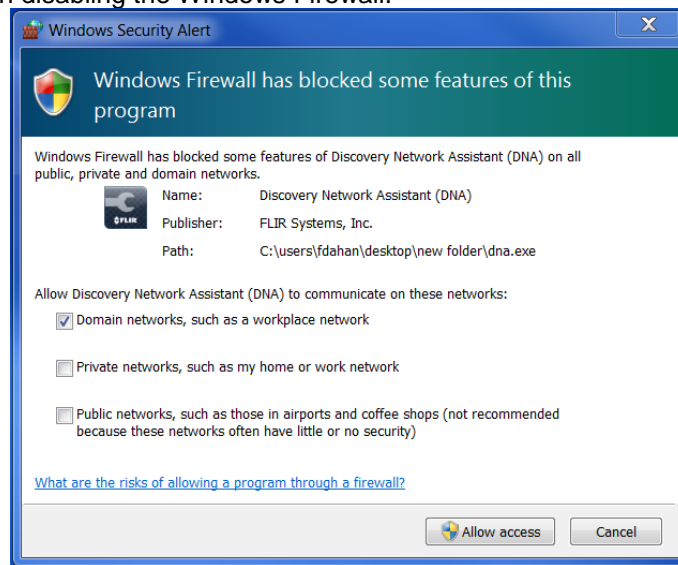 disabling the Windows Firewall.
Windows Security Alert
X
Windows Firewall has blocked some features of this
program
Windows Firewall has blocked some features of Discovery Network Assistant (DNA) on all
public, private and domain networks.
Name: Discovery Network Assistant (DNA)
Publisher: FLIR Systems, Inc.
Path: C:\users\fdahan\desktop\new folder\dna.exe
$FLIR
Allow Discovery Network Assistant (DNA) to communicate on these networks:
Domain networks, such as a workplace network
Private networks, such as my home or work network
Public networks, such as those in airports and coffee shops (not recommended
because these networks often have little or no security)
What are the risks of allowing a program through a firewall?
Allow access Cancel